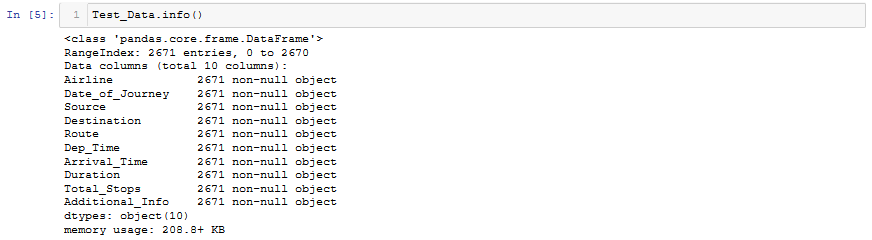 In [5]: 1 Test_Data.info()
<class 'pandas.core.frame.DataFrame'>
RangeIndex: 2671 entries, 0 to 2670
Data columns (total 10 columns):
Airline 2671 non-null object
Date_of_Journey 2671 non-null object
Source 2671 non-null object
Destination 2671 non-null object
Route 2671 non-null object
Dep_Time 2671 non-null object
Arrival_Time 2671 non-null object
Duration 2671 non-null object
Total_Stops 2671 non-null object
Additional_Info 2671 non-null object
dtypes: object(10)
memory usage: 208.8+ KB